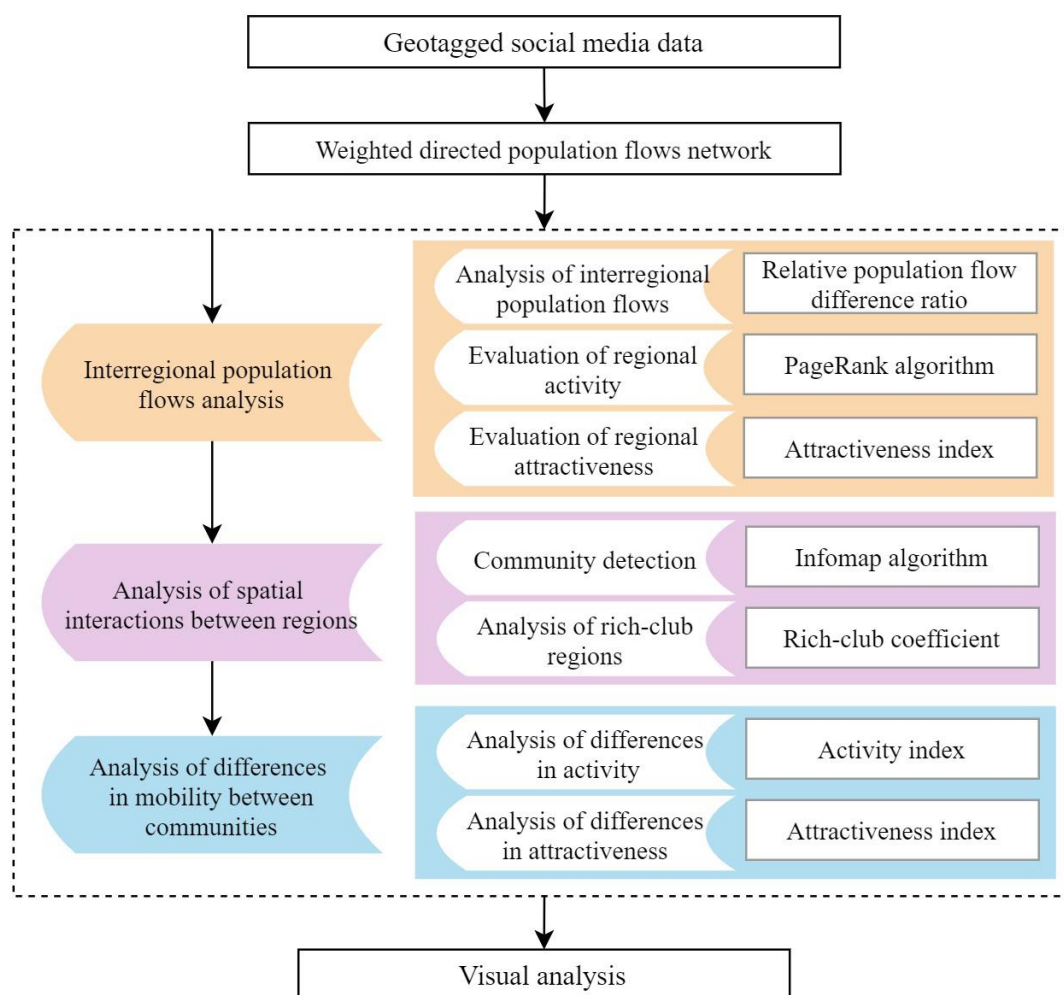 Geotagged social media data
Weighted directed population flows network
Interregional population
flows analysis
Analysis of interregional
population flows
Relative population flow
difference ratio
Evaluation of regional
activity
PageRank algorithm
Evaluation of regional
attractiveness
Attractiveness index
Analysis of spatial
interactions between regions
Community detection
Infomap algorithm
Analysis of rich-club
regions
Rich-club coefficient
Analysis of differences
in mobility between
communities
Analysis of differences
in activity
Activity index
Analysis of differences
in attractiveness
Attractiveness index
Visual analysis